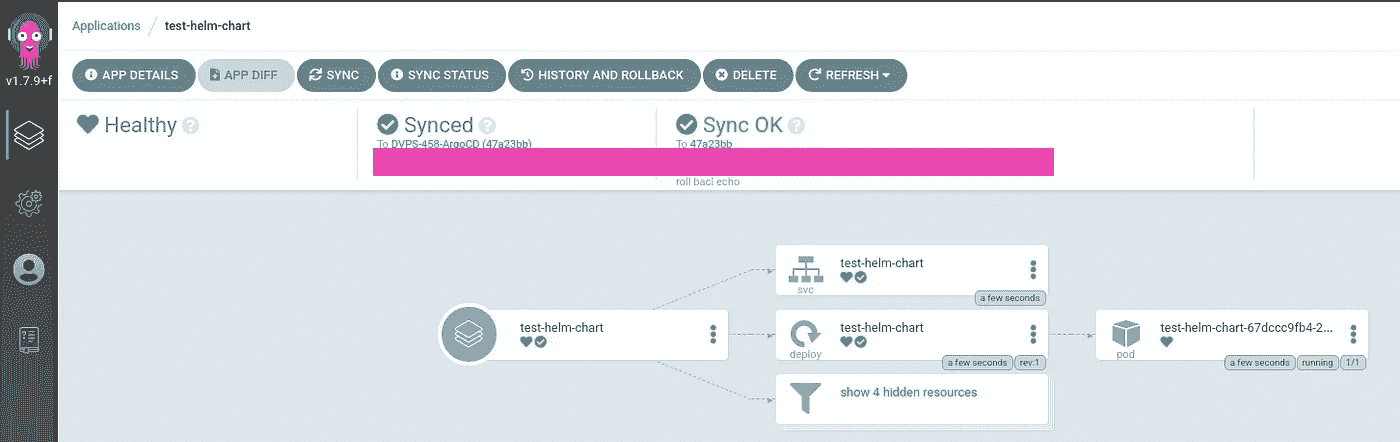 Applications / test-helm-chart
v1.7.9+f
APP DETAILS
APP DIFF
SYNC
SYNC STATUS
HISTORY AND ROLLBACK
DELETE
REFRESH
Healthy ?
Synced ?
To DVPS-458-ArgoCD (47a23bb)
Sync OK ?
To 47a23bb
roll bac! echo
svc
test-helm-chart
a few seconds
test-helm-chart
deploy
test-helm-chart
a few seconds
rev:1
pod
test-helm-chart-67dccc9fb4-2...
a few seconds
running
1/1
show 4 hidden resources